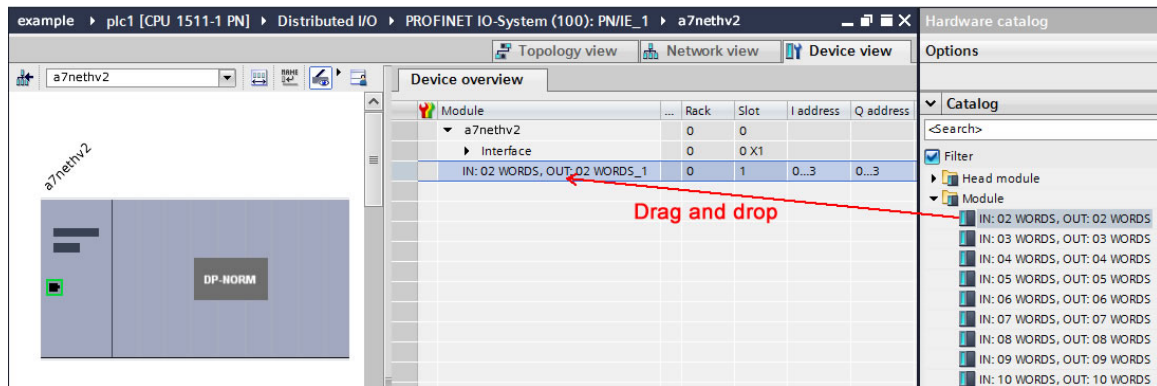 example ▸ plc1 [CPU 1511-1 PN] ▸ Distributed I/O ▸ PROFINET IO-System (100): PN/IE_1 ▸ a7nethv2
Hardware catalog
Topology view Network view Device view
Options
a7nethv2
Device overview
Catalog
Module ... Rack Slot I address Q address
<Search>
a7nethv2 0 0
Interface 0 0 X1
IN: 02 WORDS, OUT: 02 WORDS_1 0 1 0...3 0...3
Filter
Head module
Module
a7nethv2
DP-NORM
Drag and drop
IN: 02 WORDS, OUT: 02 WORDS
IN: 03 WORDS, OUT: 03 WORDS
IN: 04 WORDS, OUT: 04 WORDS
IN: 05 WORDS, OUT: 05 WORDS
IN: 06 WORDS, OUT: 06 WORDS
IN: 07 WORDS, OUT: 07 WORDS
IN: 08 WORDS, OUT: 08 WORDS
IN: 09 WORDS, OUT: 09 WORDS
IN: 10 WORDS, OUT: 10 WORDS